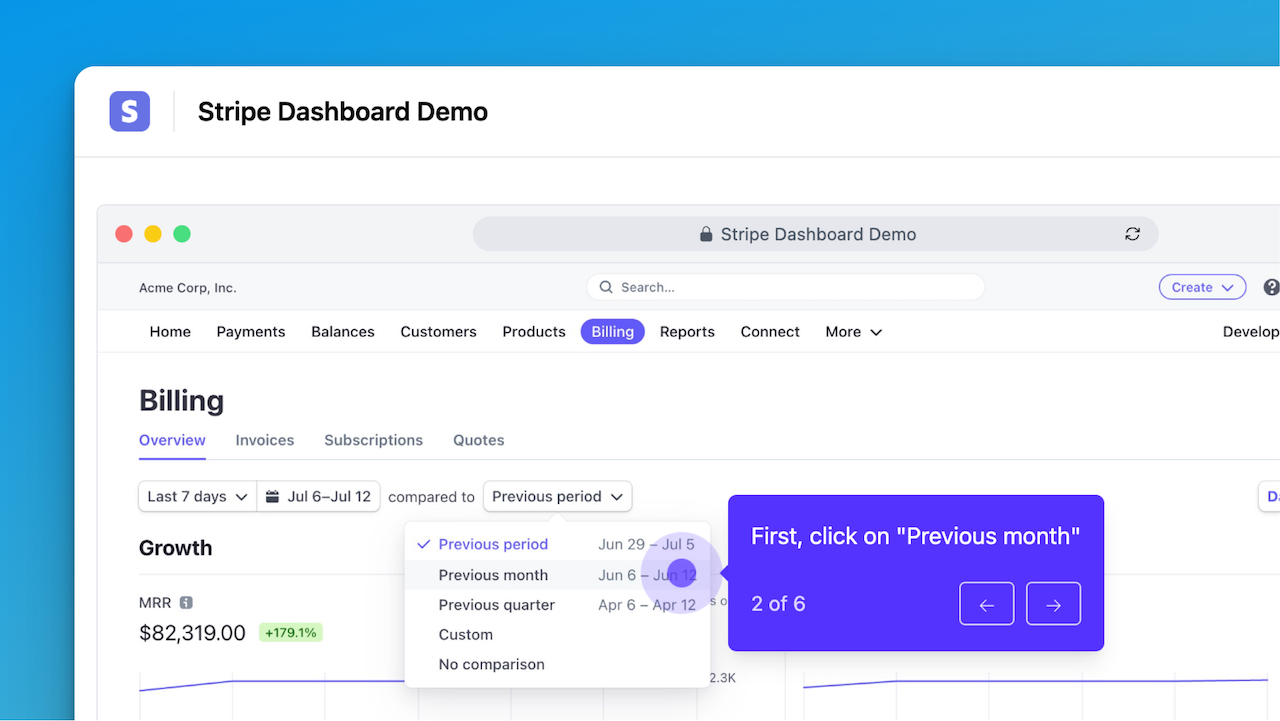 S Stripe Dashboard Demo
Stripe Dashboard Demo
Acme Corp, Inc. Search... Create ?
Home Payments Balances Customers Products Billing Reports Connect More Develop
Billing
Overview Invoices Subscriptions Quotes
Last 7 days Jul 6–Jul 12 compared to Previous period
Growth
MRR i
$82,319.00 +179.1%
Previous period Jun 29 – Jul 5
Previous month Jun 6 – Jun 12
Previous quarter Apr 6 – Apr 12
Custom
No comparison
2.3K
First, click on "Previous month"
2 of 6 ← →